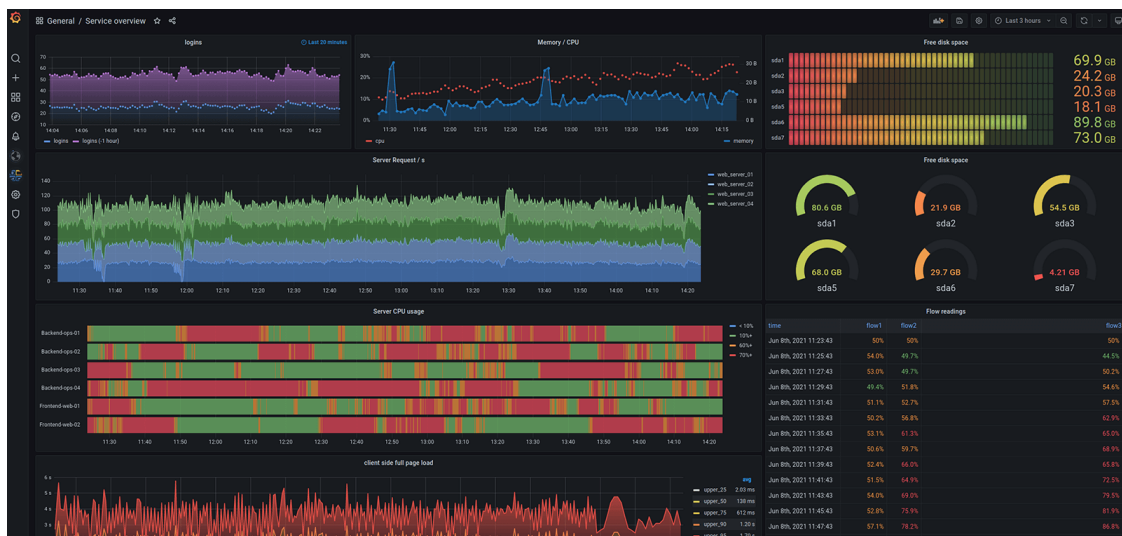 General / Service overview
Last 3 hours
logins
Last 20 minutes
70
60
50
40
30
20
10
14:04 14:06 14:08 14:10 14:12 14:14 14:16 14:18 14:20 14:22
logins logins (-1 hour)
Memory / CPU
30%
20%
10%
0%
30 B
20 B
10 B
0 B
11:30 11:45 12:00 12:15 12:30 12:45 13:00 13:15 13:30 13:45 14:00 14:15
cpu memory
Free disk space
sda1 69.9 GB
sda2 24.2 GB
sda3 20.3 GB
sda5 18.1 GB
sda6 89.8 GB
sda7 73.0 GB
Server Request / s
140
120
100
80
60
40
20
0
11:30 11:40 11:50 12:00 12:10 12:20 12:30 12:40 12:50 13:00 13:10 13:20 13:30 13:40 13:50 14:00 14:10 14:20
web_server_01
web_server_02
web_server_03
web_server_04
Free disk space
80.6 GB 21.9 GB 54.5 GB
sda1 sda2 sda3
68.0 GB 29.7 GB 4.21 GB
sda5 sda6 sda7
Server CPU usage
Backend-ops-01
Backend-ops-02
Backend-ops-03
Backend-ops-04
Frontend-web-01
Frontend-web-02
11:30 11:40 11:50 12:00 12:10 12:20 12:30 12:40 12:50 13:00 13:10 13:20 13:30 13:40 13:50 14:00 14:10 14:20
< 10%
10%+
60%+
70%+
Flow readings
time flow1 flow2 flow3
Jun 8th, 2021 11:23:43 50% 50% 50%
Jun 8th, 2021 11:25:43 54.0% 49.7% 44.5%
Jun 8th, 2021 11:27:43 53.0% 49.7% 50.2%
Jun 8th, 2021 11:29:43 49.4% 51.8% 54.6%
Jun 8th, 2021 11:31:43 51.1% 52.7% 57.5%
Jun 8th, 2021 11:33:43 50.2% 56.8% 62.9%
Jun 8th, 2021 11:35:43 53.1% 61.3% 65.0%
Jun 8th, 2021 11:37:43 50.6% 59.7% 68.9%
Jun 8th, 2021 11:39:43 52.4% 66.0% 65.8%
Jun 8th, 2021 11:41:43 51.5% 64.9% 72.5%
Jun 8th, 2021 11:43:43 54.0% 69.0% 79.5%
Jun 8th, 2021 11:45:43 52.8% 75.9% 81.9%
Jun 8th, 2021 11:47:43 57.1% 78.2% 86.8%
client side full page load
6 s
5 s
4 s
3 s
avg
upper_25 2.03 ms
upper_50 138 ms
upper_75 612 ms
upper_90 1.20 s